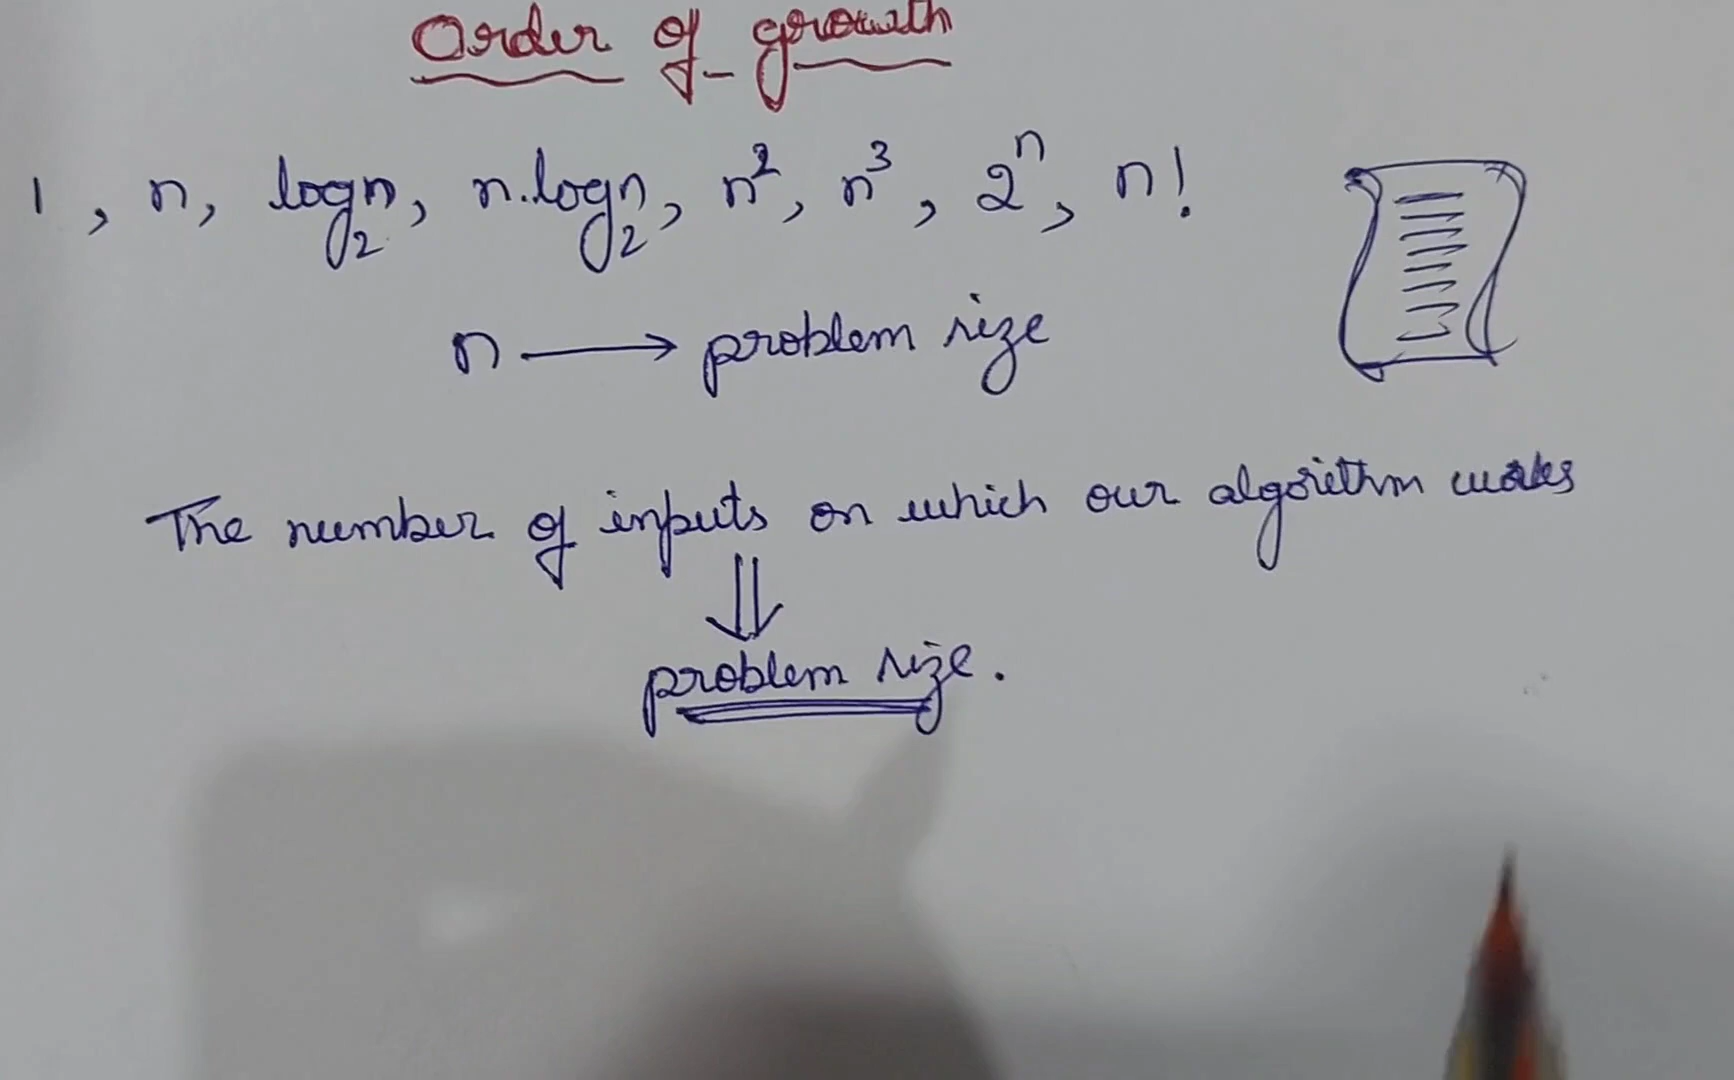 Order of growth
1, n, log₂n, n.log₂n, n², n³, 2ⁿ, n!
n → problem size
The number of inputs on which our algorithm works
⇓
problem size.